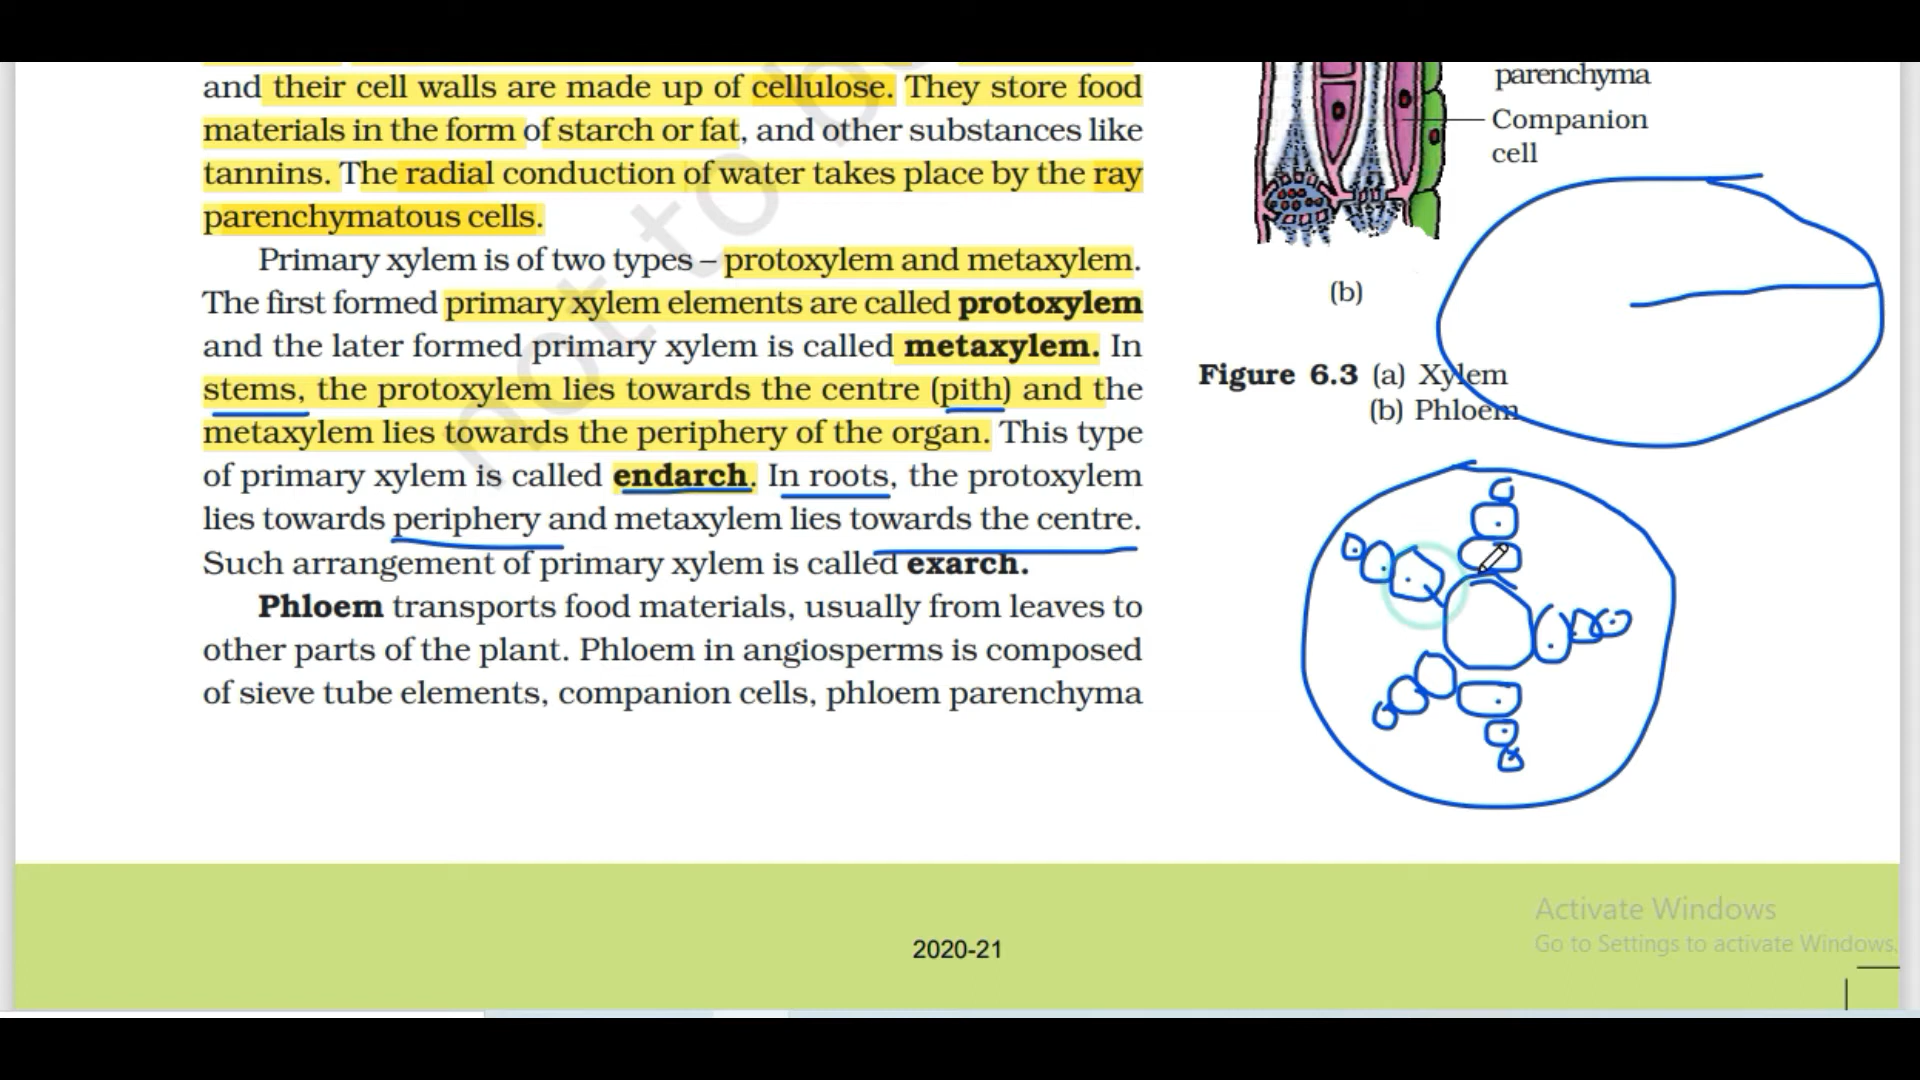 and their cell walls are made up of cellulose. They store food
materials in the form of starch or fat, and other substances like
tannins. The radial conduction of water takes place by the ray
parenchymatous cells.
Primary xylem is of two types – protoxylem and metaxylem.
The first formed primary xylem elements are called protoxylem
and the later formed primary xylem is called metaxylem. In
stems, the protoxylem lies towards the centre (pith) and the
metaxylem lies towards the periphery of the organ. This type
of primary xylem is called endarch. In roots, the protoxylem
lies towards periphery and metaxylem lies towards the centre.
Such arrangement of primary xylem is called exarch.
Phloem transports food materials, usually from leaves to
other parts of the plant. Phloem in angiosperms is composed
of sieve tube elements, companion cells, phloem parenchyma
parenchyma
Companion
cell
(b)
Figure 6.3 (a) Xylem
(b) Phloem
not to b
2020-21
Activate Windows
Go to Settings to activate Windows.